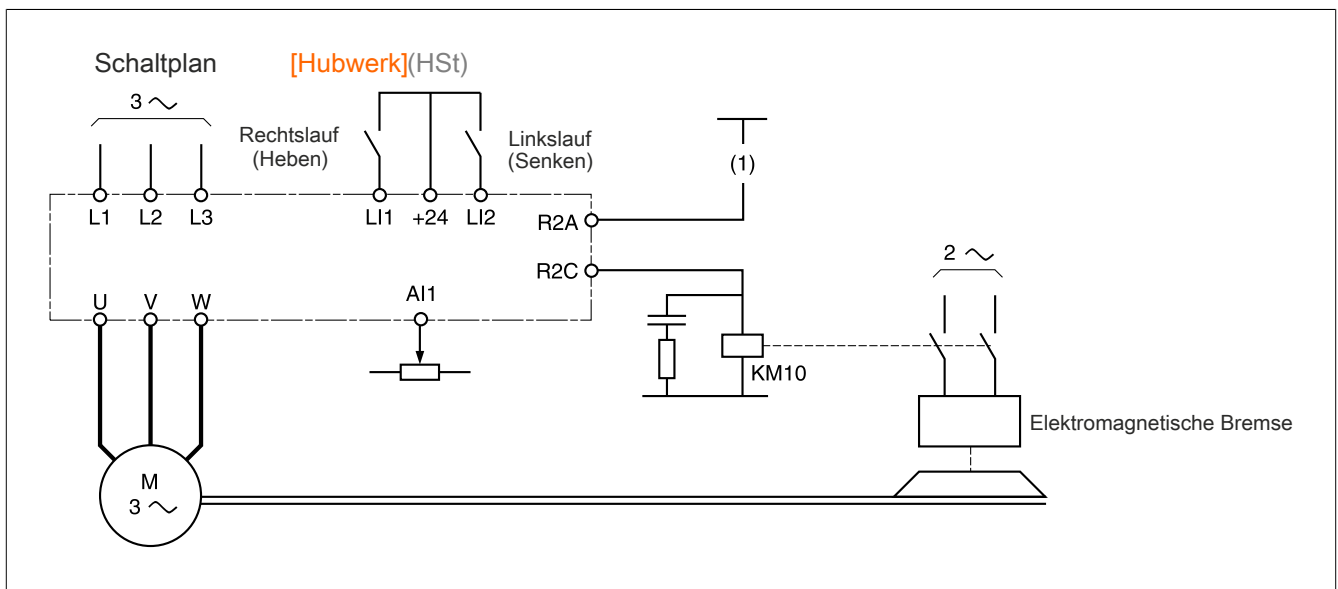 Schaltplan [Hubwerk](HSt)
3
Rechtslauf
(Heben)
Linkslauf
(Senken)
(1)
L1 L2 L3 LI1 +24 LI2
R2A
R2C
2
U V W AI1
KM10
Elektromagnetische Bremse
M
3